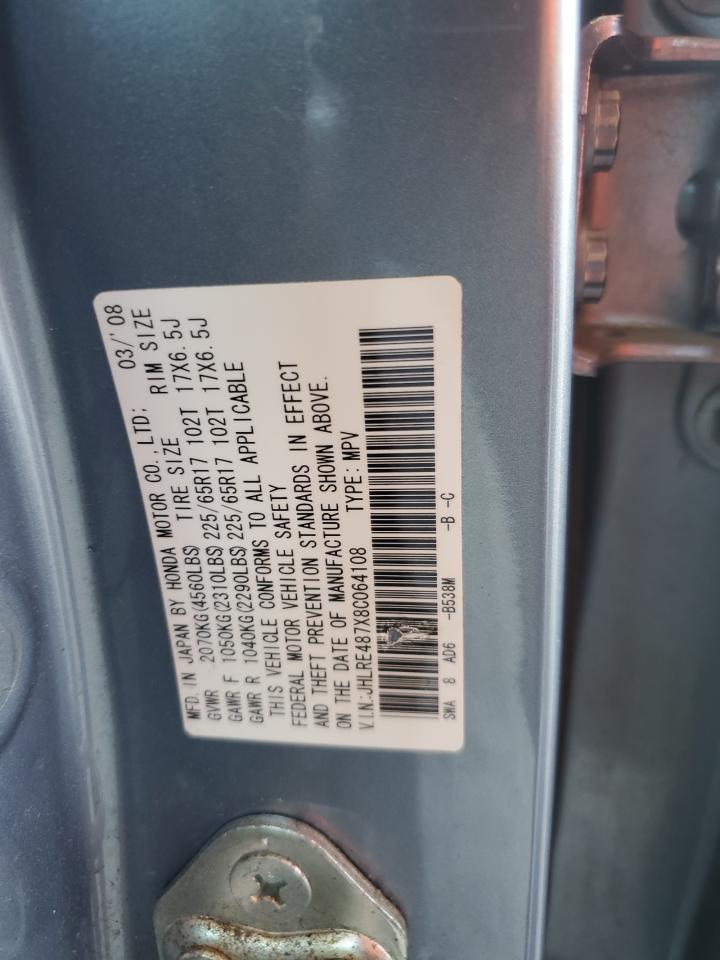 MFD. IN JAPAN BY HONDA MOTOR CO., LTD; 03/'08
GVWR 2070KG(4560LBS) TIRE SIZE RIM SIZE
GAWR F 1050KG(2310LBS) 225/65R17 102T 17X6.5J
GAWR R 1040KG(2290LBS) 225/65R17 102T 17X6.5J
THIS VEHICLE CONFORMS TO ALL APPLICABLE
FEDERAL MOTOR VEHICLE SAFETY
AND THEFT PREVENTION STANDARDS IN EFFECT
ON THE DATE OF MANUFACTURE SHOWN ABOVE.
V.I.N.:JHLRE487X8C064108 TYPE: MPV
SWA 8 AD6 -B538M -B -C